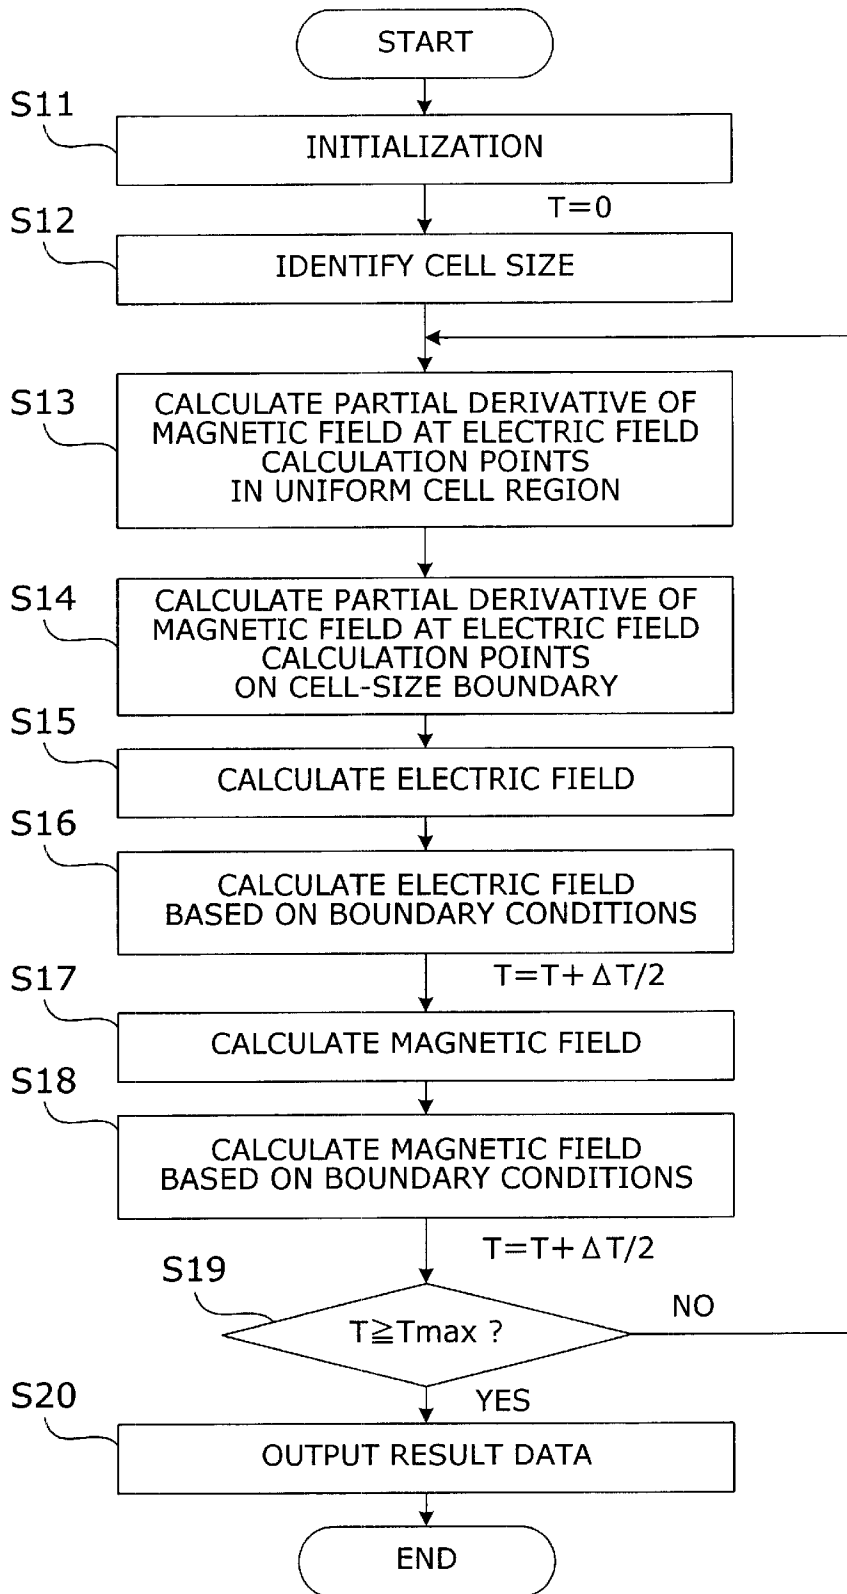 START
S11
INITIALIZATION
T=0
S12
IDENTIFY CELL SIZE
S13
CALCULATE PARTIAL DERIVATIVE OF
MAGNETIC FIELD AT ELECTRIC FIELD
CALCULATION POINTS
IN UNIFORM CELL REGION
S14
CALCULATE PARTIAL DERIVATIVE OF
MAGNETIC FIELD AT ELECTRIC FIELD
CALCULATION POINTS
ON CELL-SIZE BOUNDARY
S15
CALCULATE ELECTRIC FIELD
S16
CALCULATE ELECTRIC FIELD
BASED ON BOUNDARY CONDITIONS
T=T+ΔT/2
S17
CALCULATE MAGNETIC FIELD
S18
CALCULATE MAGNETIC FIELD
BASED ON BOUNDARY CONDITIONS
T=T+ΔT/2
S19
T≧Tmax ?
NO
YES
S20
OUTPUT RESULT DATA
END